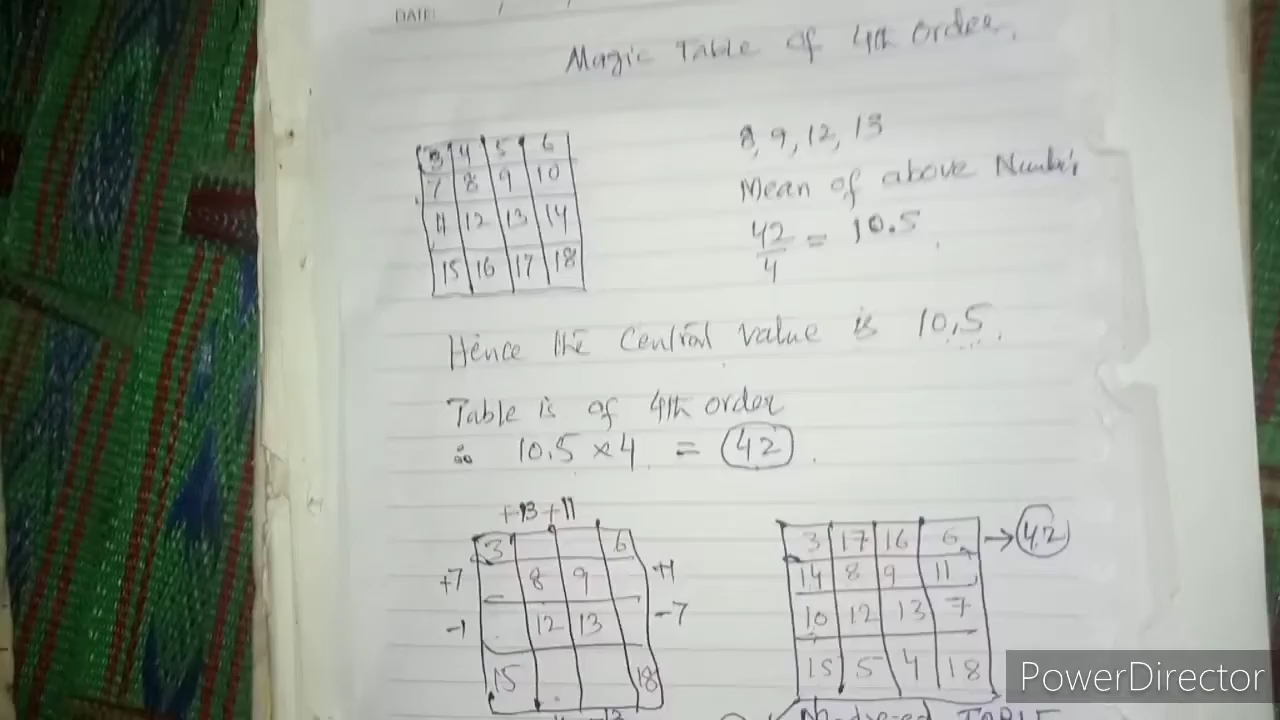 DATE: / /
Magic Table of 4th Order.
3 4 5 6
7 8 9 10
11 12 13 14
15 16 17 18
8, 9, 12, 13
Mean of above Number
42/4 = 10.5
Hence the Central value is 10.5.
Table is of 4th order
∴ 10.5 × 4 = 42.
+13 +11
3 6
+7 8 9
-1 12 13 -7
15 18
3 17 16 6 → 42
14 8 9 11
10 12 13 7
15 5 4 18
TABLE
PowerDirector